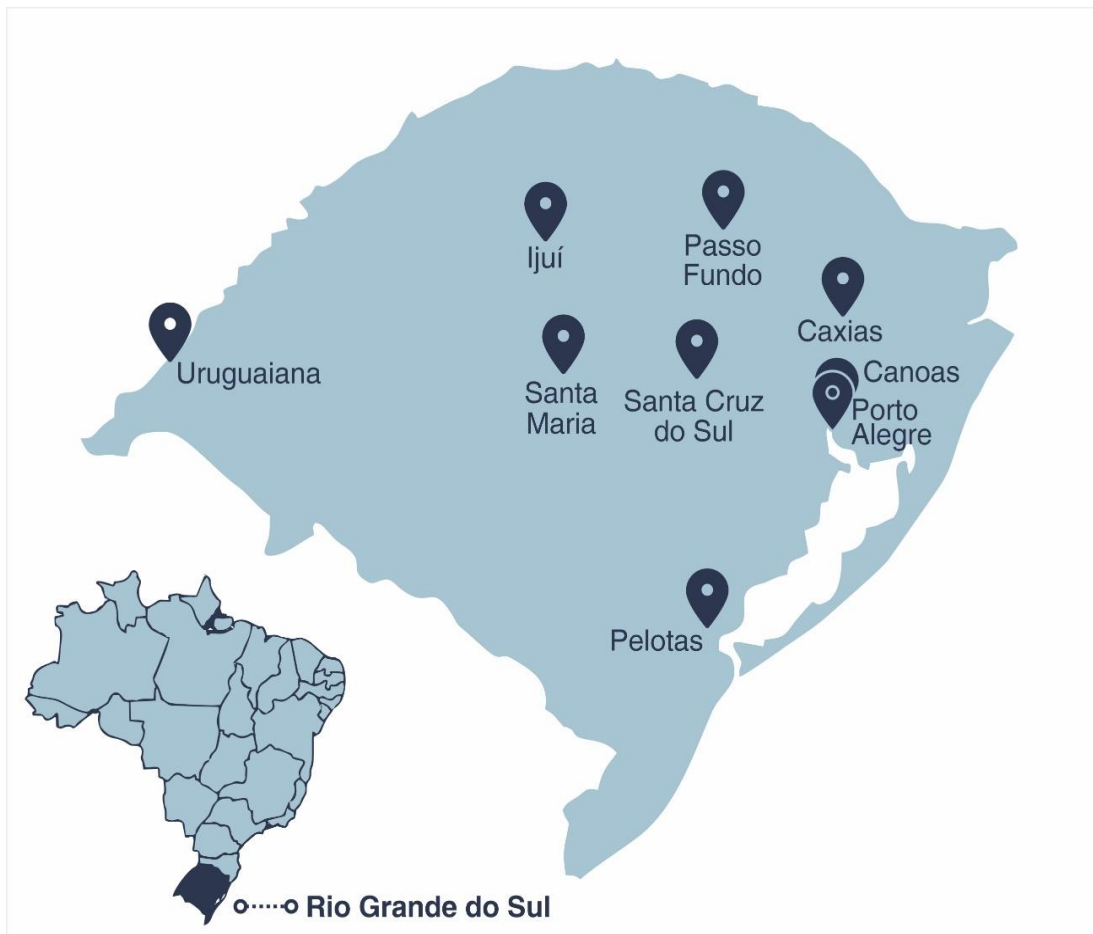 Ijuí
Passo
Fundo
Caxias
Uruguaiana
Canoas
Santa
Maria
Santa Cruz
do Sul
Porto
Alegre
Pelotas
Rio Grande do Sul